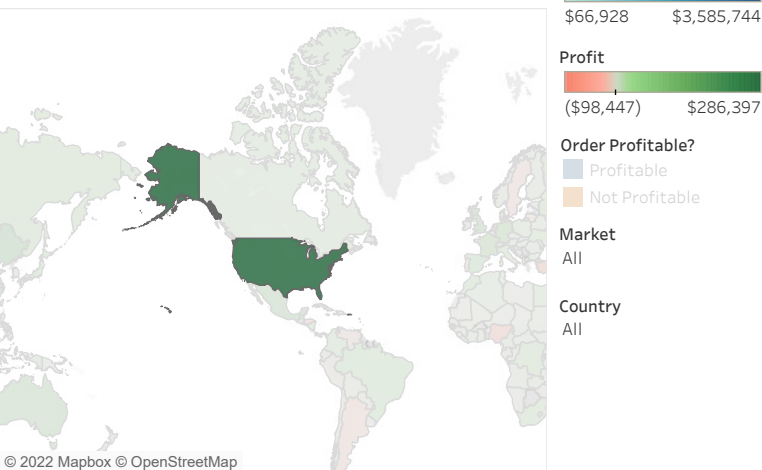 $66,928 $3,585,744
Profit
($98,447) $286,397
Order Profitable?
Profitable
Not Profitable
Market
All
Country
All
© 2022 Mapbox © OpenStreetMap